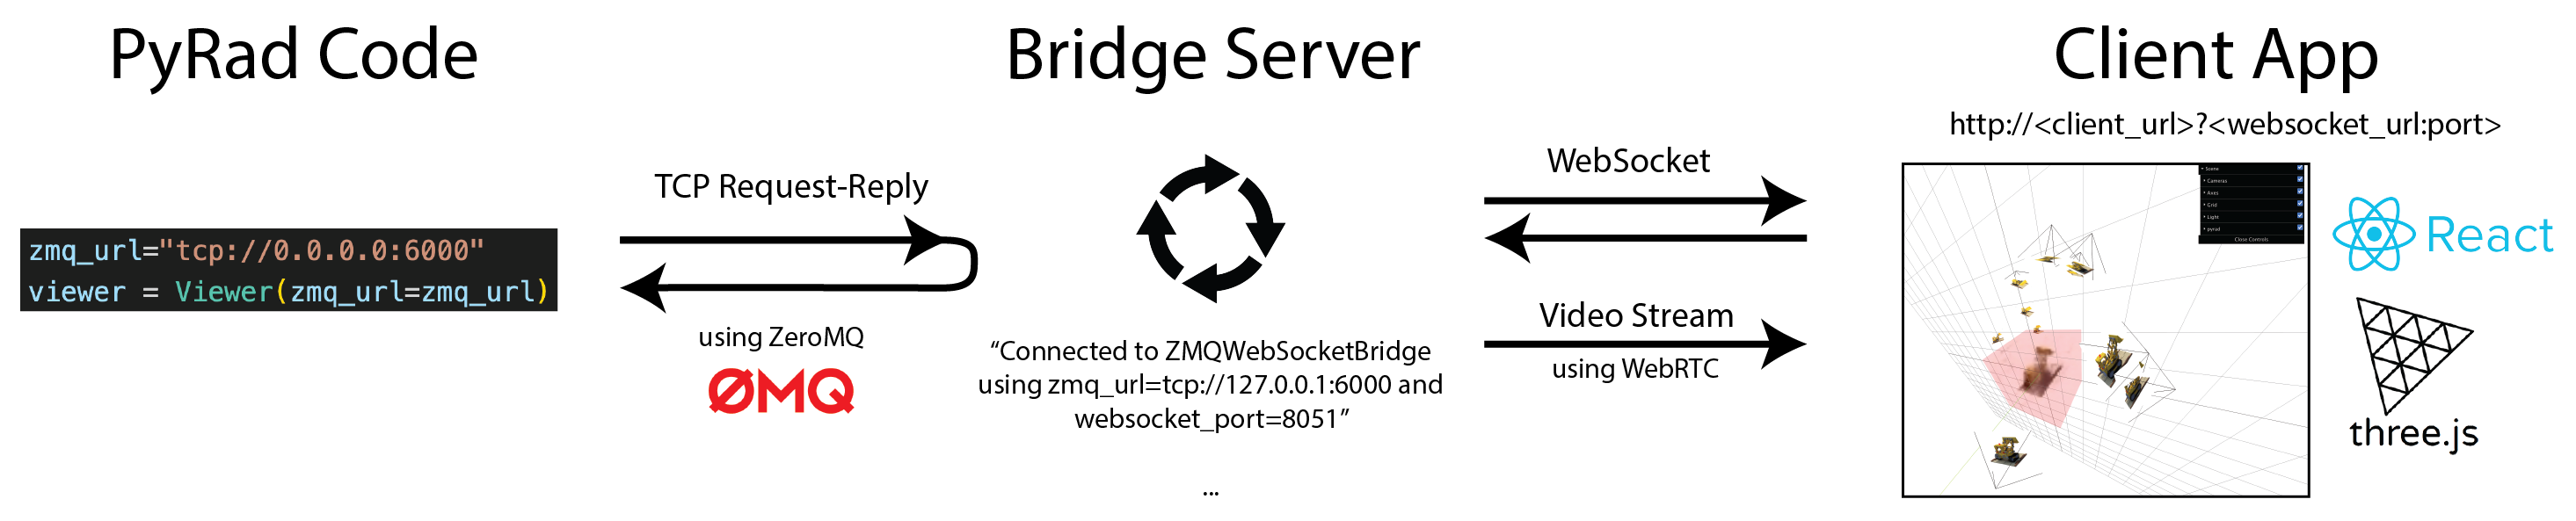 PyRad Code
zmq_url="tcp://0.0.0.0:6000"
viewer = Viewer(zmq_url=zmq_url)
TCP Request-Reply
using ZeroMQ
ØMQ
Bridge Server
“Connected to ZMQWebSocketBridge
using zmq_url=tcp://127.0.0.1:6000 and
websocket_port=8051”
...
WebSocket
Video Stream
using WebRTC
Client App
http://<client_url>?<websocket_url:port>
Scene
Cameras
Axes
Grid
Light
pyrad
Close Controls
React
three.js